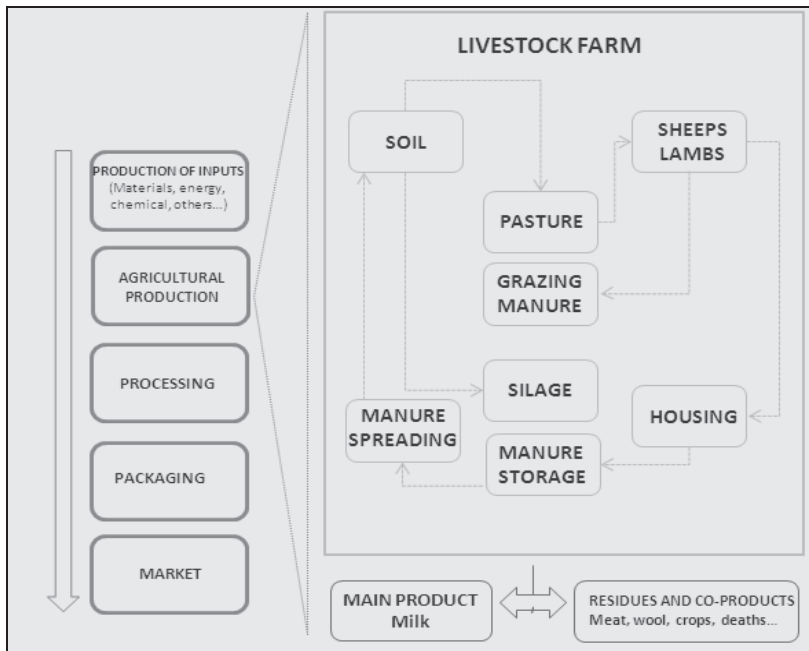 LIVESTOCK FARM
PRODUCTION OF INPUTS
(Materials, energy,
chemical, others...)
AGRICULTURAL
PRODUCTION
PROCESSING
PACKAGING
MARKET
SOIL
SHEEPS
LAMBS
PASTURE
GRAZING
MANURE
SILAGE
MANURE
SPREADING
HOUSING
MANURE
STORAGE
MAIN PRODUCT
Milk
RESIDUES AND CO-PRODUCTS
Meat, wool, crops, deaths...